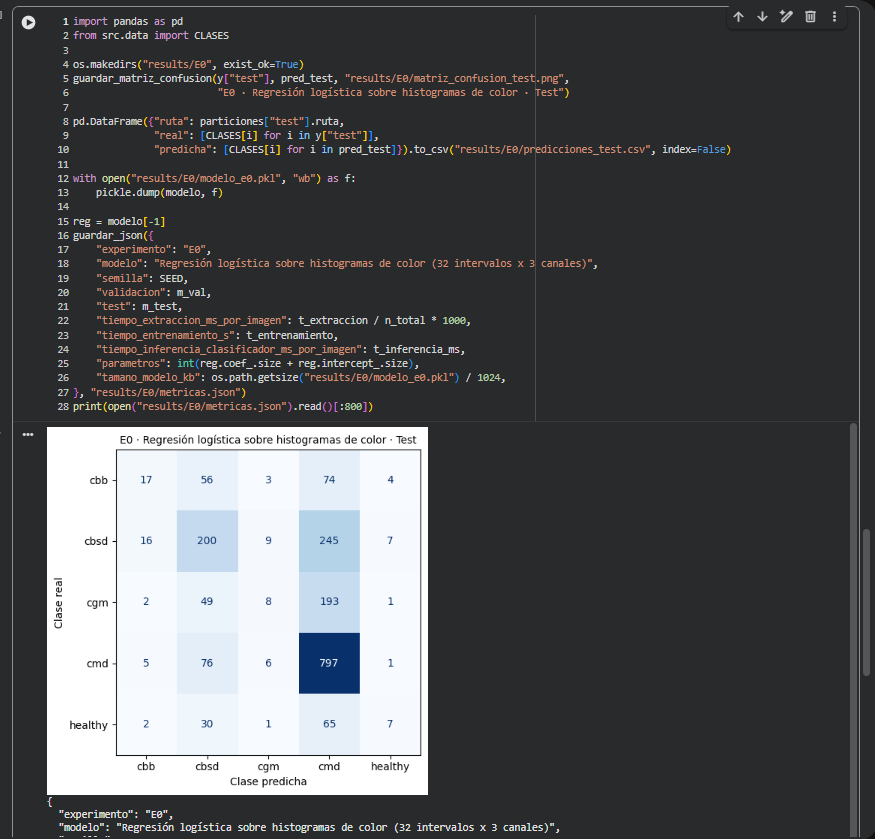 1 import pandas as pd
2 from src.data import CLASES
3
4 os.makedirs("results/E0", exist_ok=True)
5 guardar_matriz_confusion(y["test"], pred_test, "results/E0/matriz_confusion_test.png",
6 "E0 · Regresión logística sobre histogramas de color · Test")
7
8 pd.DataFrame({"ruta": particiones["test"].ruta,
9 "real": [CLASES[i] for i in y["test"]],
10 "predicha": [CLASES[i] for i in pred_test]}).to_csv("results/E0/predicciones_test.csv", index=False)
11
12 with open("results/E0/modelo_e0.pkl", "wb") as f:
13 pickle.dump(modelo, f)
14
15 reg = modelo[-1]
16 guardar_json({
17 "experimento": "E0",
18 "modelo": "Regresión logística sobre histogramas de color (32 intervalos x 3 canales)",
19 "semilla": SEED,
20 "validacion": m_val,
21 "test": m_test,
22 "tiempo_extraccion_ms_por_imagen": t_extraccion / n_total * 1000,
23 "tiempo_entrenamiento_s": t_entrenamiento,
24 "tiempo_inferencia_clasificador_ms_por_imagen": t_inferencia_ms,
25 "parametros": int(reg.coef_.size + reg.intercept_.size),
26 "tamano_modelo_kb": os.path.getsize("results/E0/modelo_e0.pkl") / 1024,
27 }, "results/E0/metricas.json")
28 print(open("results/E0/metricas.json").read()[:800])
E0 · Regresión logística sobre histogramas de color · Test
cbb 17 56 3 74 4
cbsd 16 200 9 245 7
cgm 2 49 8 193 1
cmd 5 76 6 797 1
healthy 2 30 1 65 7
cbb cbsd cgm cmd healthy
Clase real
Clase predicha
{
"experimento": "E0",
"modelo": "Regresión logística sobre histogramas de color (32 intervalos x 3 canales)",